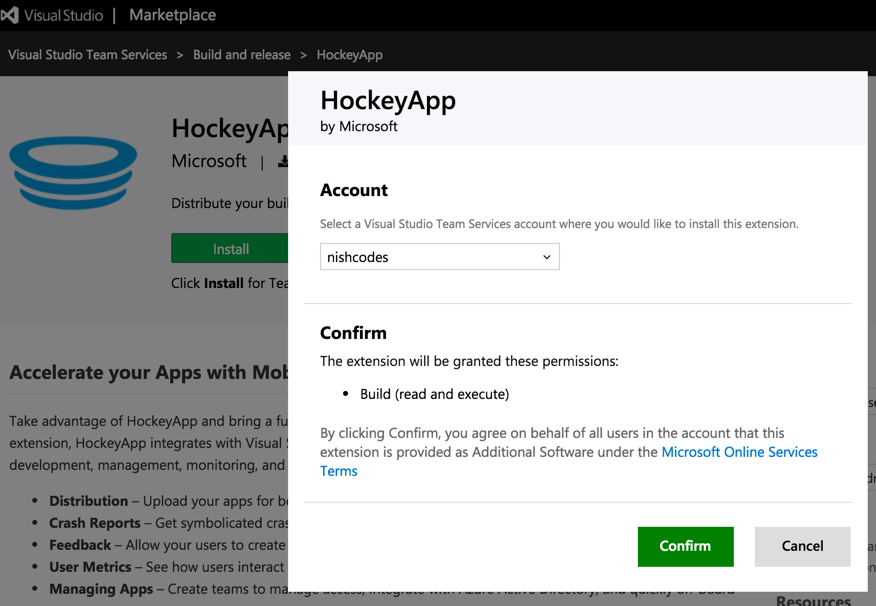 Visual Studio | Marketplace
Visual Studio Team Services > Build and release > HockeyApp
HockeyApp
by Microsoft
Account
Select a Visual Studio Team Services account where you would like to install this extension.
nishcodes
Confirm
The extension will be granted these permissions:
• Build (read and execute)
By clicking Confirm, you agree on behalf of all users in the account that this
extension is provided as Additional Software under the Microsoft Online Services
Terms
Confirm Cancel
HockeyAp
Microsoft |
Distribute your
Install
Click Install for
Accelerate your Apps with
Take advantage of HockeyApp and bring a
extension, HockeyApp integrates with Visual
development, management, monitoring, and
• Distribution – Upload your apps for
• Crash Reports – Get symbolicated
• Feedback – Allow your users to create
• User Metrics – See how users interact
• Managing Apps – Create teams to manage access, integrate with Azure Active Directory, and quickly on-board
Resources